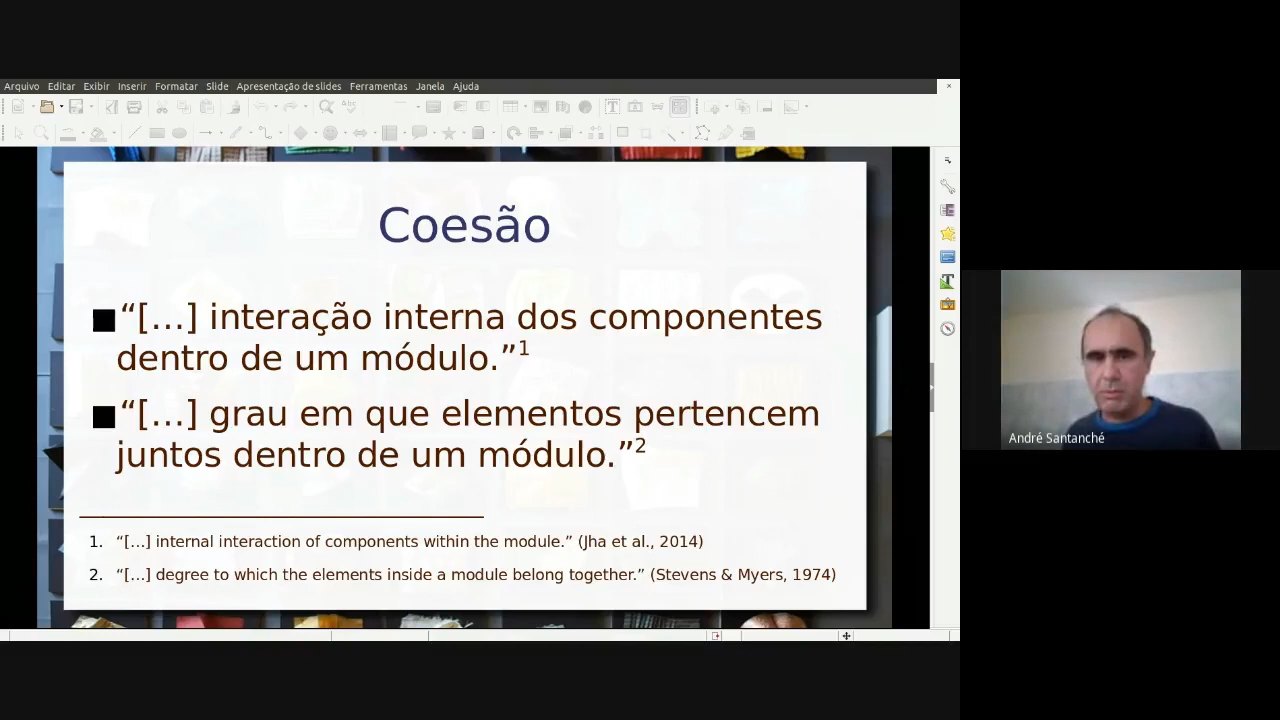 Arquivo Editar Exibir Inserir Formatar Slide Apresentação de slides Ferramentas Janela Ajuda
Coesão
■“[…] interação interna dos componentes
dentro de um módulo.”1
■“[…] grau em que elementos pertencem
juntos dentro de um módulo.”2
1. “[…] internal interaction of components within the module.” (Jha et al., 2014)
2. “[…] degree to which the elements inside a module belong together.” (Stevens & Myers, 1974)
André Santanchè